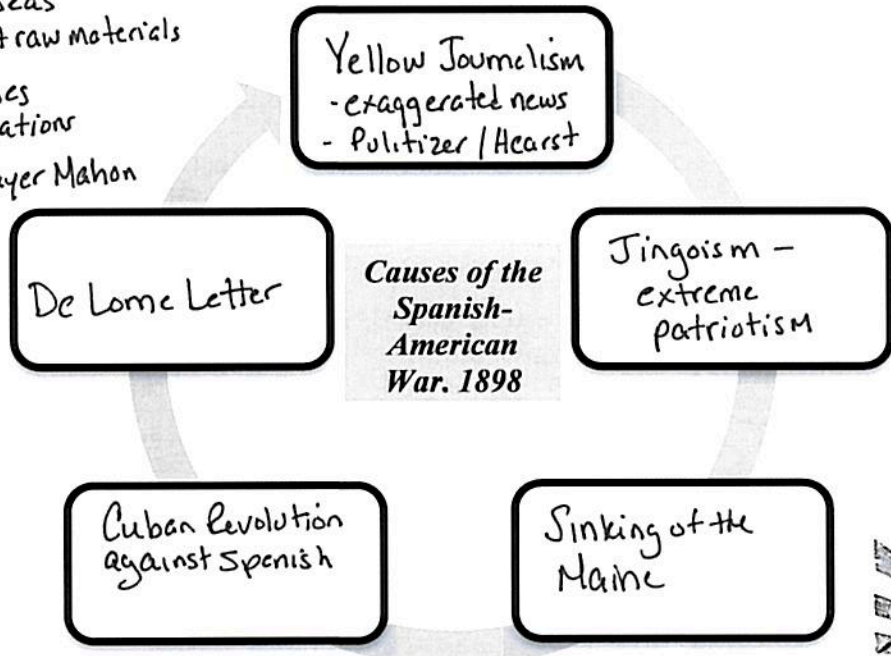 raw materials
Mahon
Yellow Journalism
- exaggerated news
- Pulitizer / Hearst
Jingoism –
extreme
patriotism
Sinking of the
Maine
Cuban Revolution
against Spenish
De Lome Letter
Causes of the
Spanish-
American
War. 1898